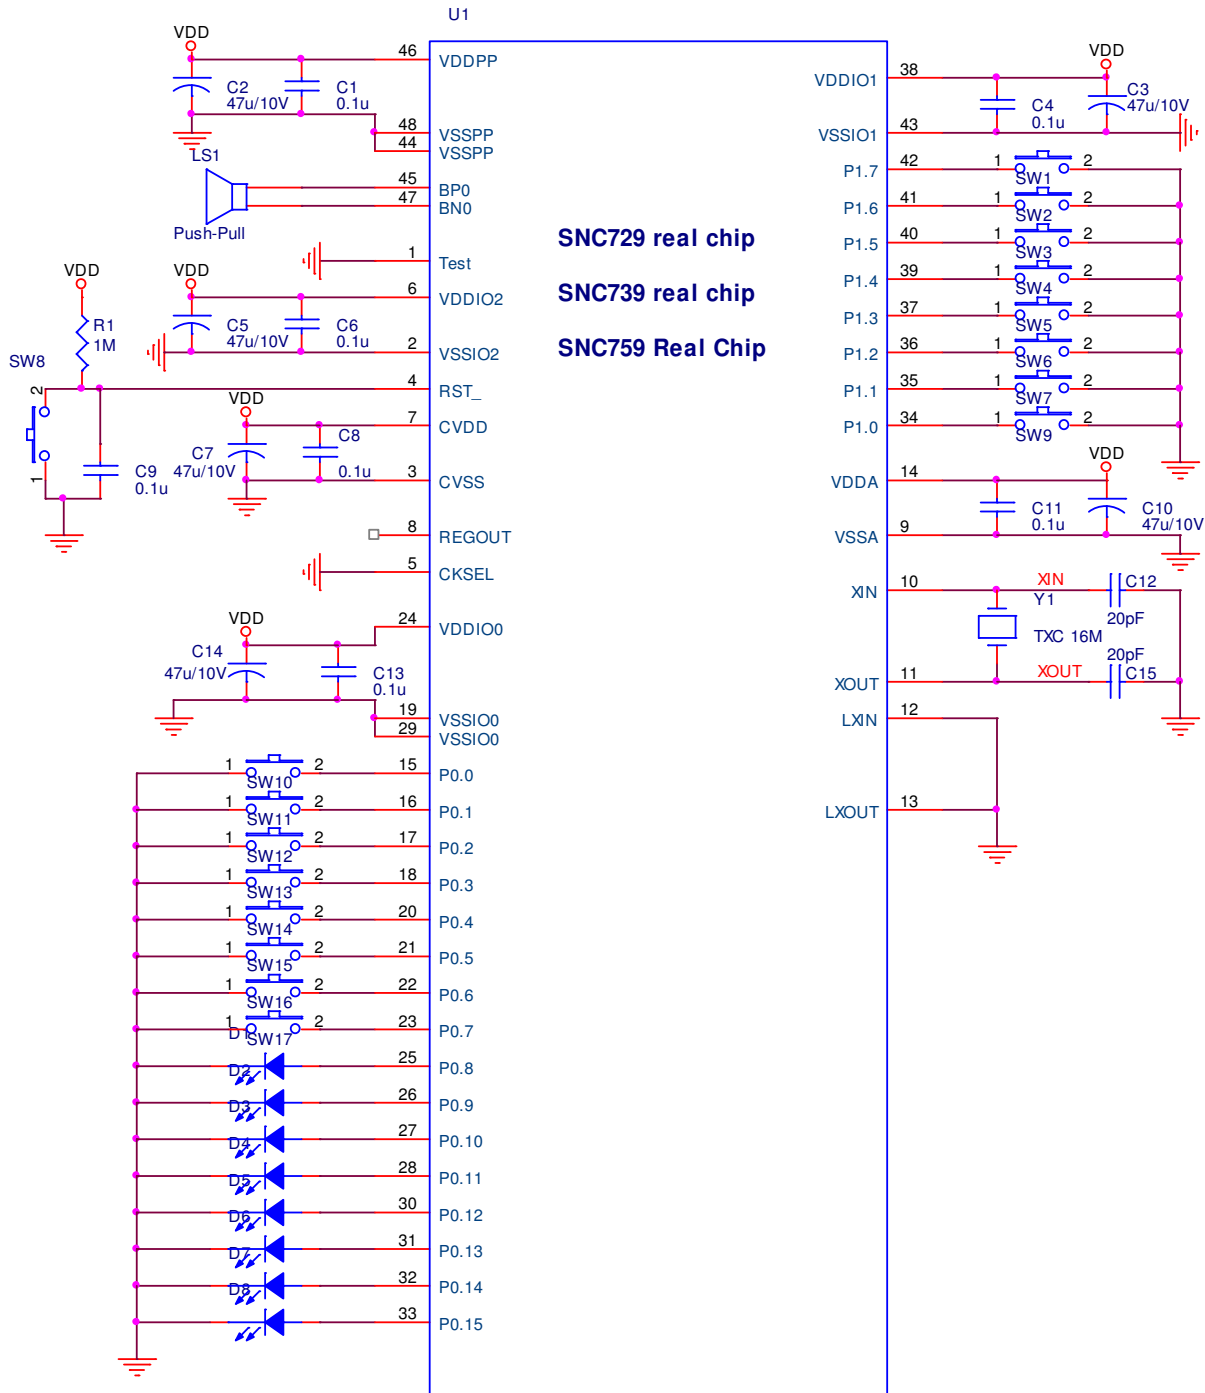 U1
VDD
46
VDDPP
C2
47u/10V
C1
0.1u
48
VSSPP
44
VSSPP
LS1
45
BP0
47
BN0
Push-Pull
1
Test
VDD
VDD
6
VDDIO2
R1
1M
C5
47u/10V
C6
0.1u
2
VSSIO2
SW8
2
1
4
RST_
VDD
7
CVDD
C7
47u/10V
C8
0.1u
C9
0.1u
3
CVSS
8
REGOUT
5
CKSEL
VDD
24
VDDIO0
C14
47u/10V
C13
0.1u
19
VSSIO0
29
VSSIO0
1 SW10 2 15 P0.0
1 SW11 2 16 P0.1
1 SW12 2 17 P0.2
1 SW13 2 18 P0.3
1 SW14 2 20 P0.4
1 SW15 2 21 P0.5
1 SW16 2 22 P0.6
1 SW17 2 23 P0.7
D1 25 P0.8
D2 26 P0.9
D3 27 P0.10
D4 28 P0.11
D5 30 P0.12
D6 31 P0.13
D7 32 P0.14
D8 33 P0.15
SNC729 real chip
SNC739 real chip
SNC759 Real Chip
VDD
VDDIO1 38
C4
0.1u
C3
47u/10V
VSSIO1 43
P1.7 42 1 SW1 2
P1.6 41 1 SW2 2
P1.5 40 1 SW3 2
P1.4 39 1 SW4 2
P1.3 37 1 SW5 2
P1.2 36 1 SW6 2
P1.1 35 1 SW7 2
P1.0 34 1 SW9 2
VDD
VDDA 14
C11
0.1u
C10
47u/10V
VSSA 9
XIN 10
XIN
C12
20pF
Y1
TXC 16M
20pF
C15
XOUT 11
XOUT
LXIN 12
LXOUT 13